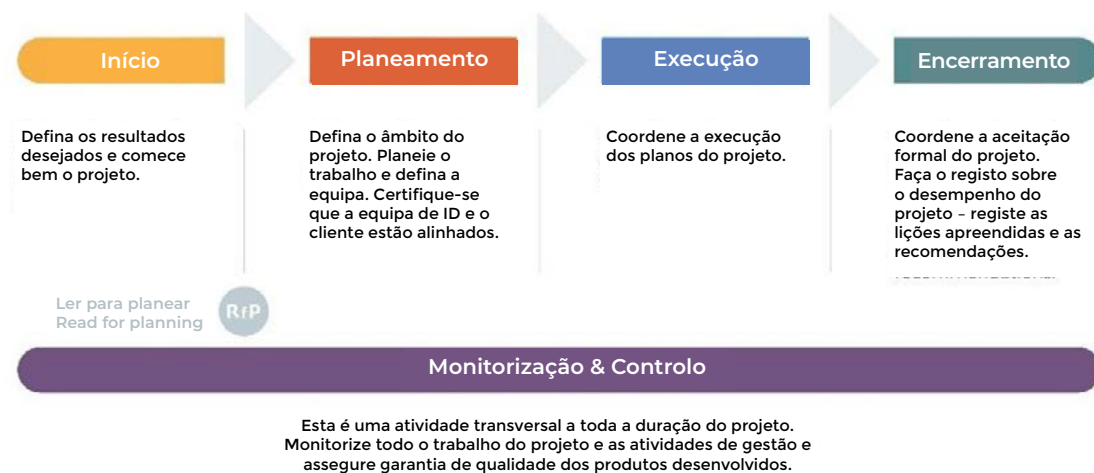 Início
Planeamento
Execução
Encerramento
Defina os resultados
desejados e comece
bem o projeto.
Defina o âmbito do
projeto. Planeie o
trabalho e defina a
equipa. Certifique-se
que a equipa de ID e o
cliente estão alinhados.
Coordene a execução
dos planos do projeto.
Coordene a aceitação
formal do projeto.
Faça o registo sobre
o desempenho do
projeto – registe as
lições apreendidas e as
recomendações.
Ler para planear
Read for planning
RfP
Monitorização & Controlo
Esta é uma atividade transversal a toda a duração do projeto.
Monitorize todo o trabalho do projeto e as atividades de gestão e
assegure garantia de qualidade dos produtos desenvolvidos.